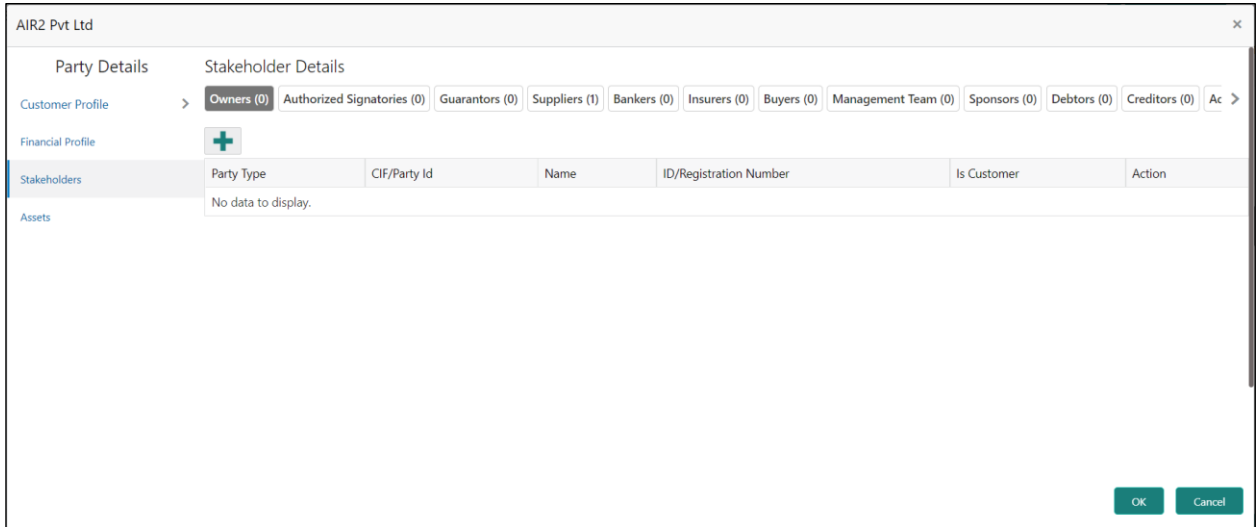 AIR2 Pvt Ltd
Party Details
Customer Profile
Financial Profile
Stakeholders
Assets
Stakeholder Details
Owners (0) Authorized Signatories (0) Guarantors (0) Suppliers (1) Bankers (0) Insurers (0) Buyers (0) Management Team (0) Sponsors (0) Debtors (0) Creditors (0)
Party Type CIF/Party Id Name ID/Registration Number Is Customer Action
No data to display.
OK Cancel